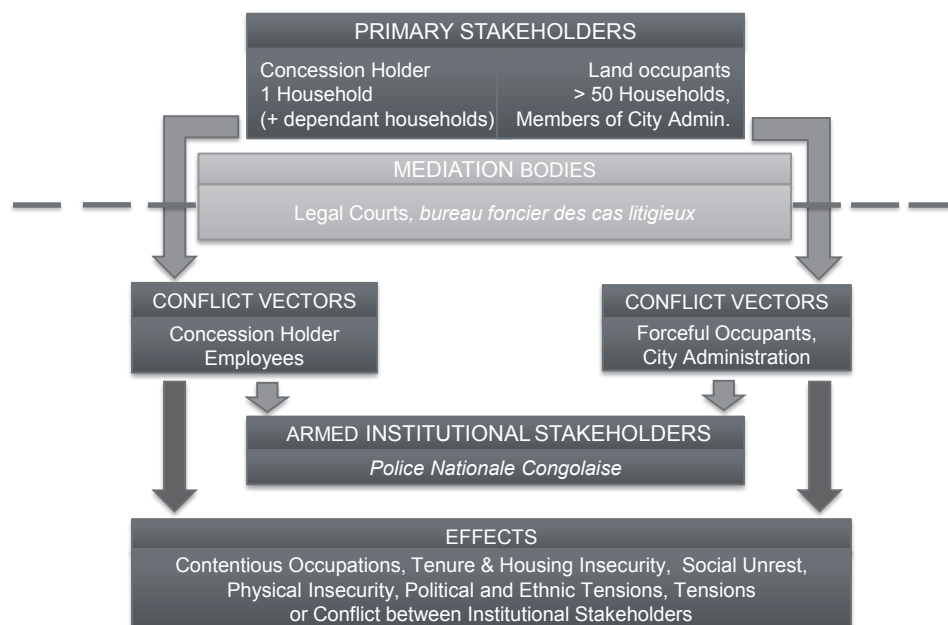 PRIMARY STAKEHOLDERS
Concession Holder
1 Household
(+ dependant households)
Land occupants
> 50 Households,
Members of City Admin.
MEDIATION BODIES
Legal Courts, bureau foncier des cas litigieux
CONFLICT VECTORS
Concession Holder
Employees
CONFLICT VECTORS
Forceful Occupants,
City Administration
ARMED INSTITUTIONAL STAKEHOLDERS
Police Nationale Congolaise
EFFECTS
Contentious Occupations, Tenure & Housing Insecurity, Social Unrest,
Physical Insecurity, Political and Ethnic Tensions, Tensions
or Conflict between Institutional Stakeholders